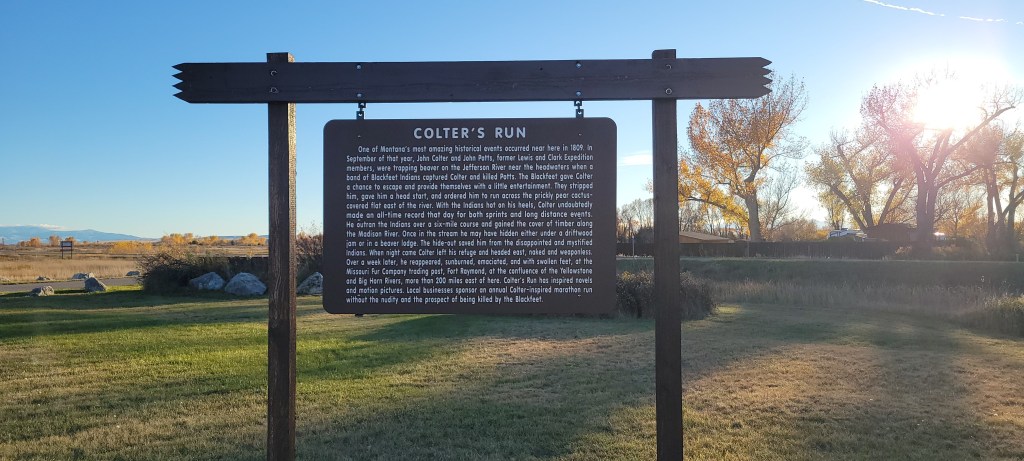 COLTER'S RUN
One of Montana's most amazing historical events occurred near here in 1809. In
September of that year, John Colter and John Potts, former Lewis and Clark Expedition
members, were trapping beaver on the Jefferson River near the headwaters when a
band of Blackfeet Indians captured Colter and killed Potts. The Blackfeet gave Colter
a chance to escape and provide themselves with a little entertainment. They stripped
him, gave him a head start, and ordered him to run across the prickly pear cactus
covered flat east of the river. With the Indians hot on his heels, Colter undoubtedly
made an all-time record that day for both sprints and long distance events.
He outran the Indians over a six-mile course and gained the cover of timber along
the Madison River. Once in the stream he may have hidden either under a driftwood
jam or in a beaver lodge. The hide-out saved him from the disappointed and mystified
Indians. When night came Colter left his refuge and headed east, naked and weaponless.
Over a week later, he reappeared, sunburned, emaciated, and with swollen feet, at the
Missouri Fur Company trading post, Fort Raymond, at the confluence of the Yellowstone
and Big Horn Rivers, more than 200 miles east of here. Colter's Run has inspired novels
and motion pictures. Local businesses sponsor an annual Colter-inspired marathon run
without the nudity and the prospect of being killed by the Blackfeet.